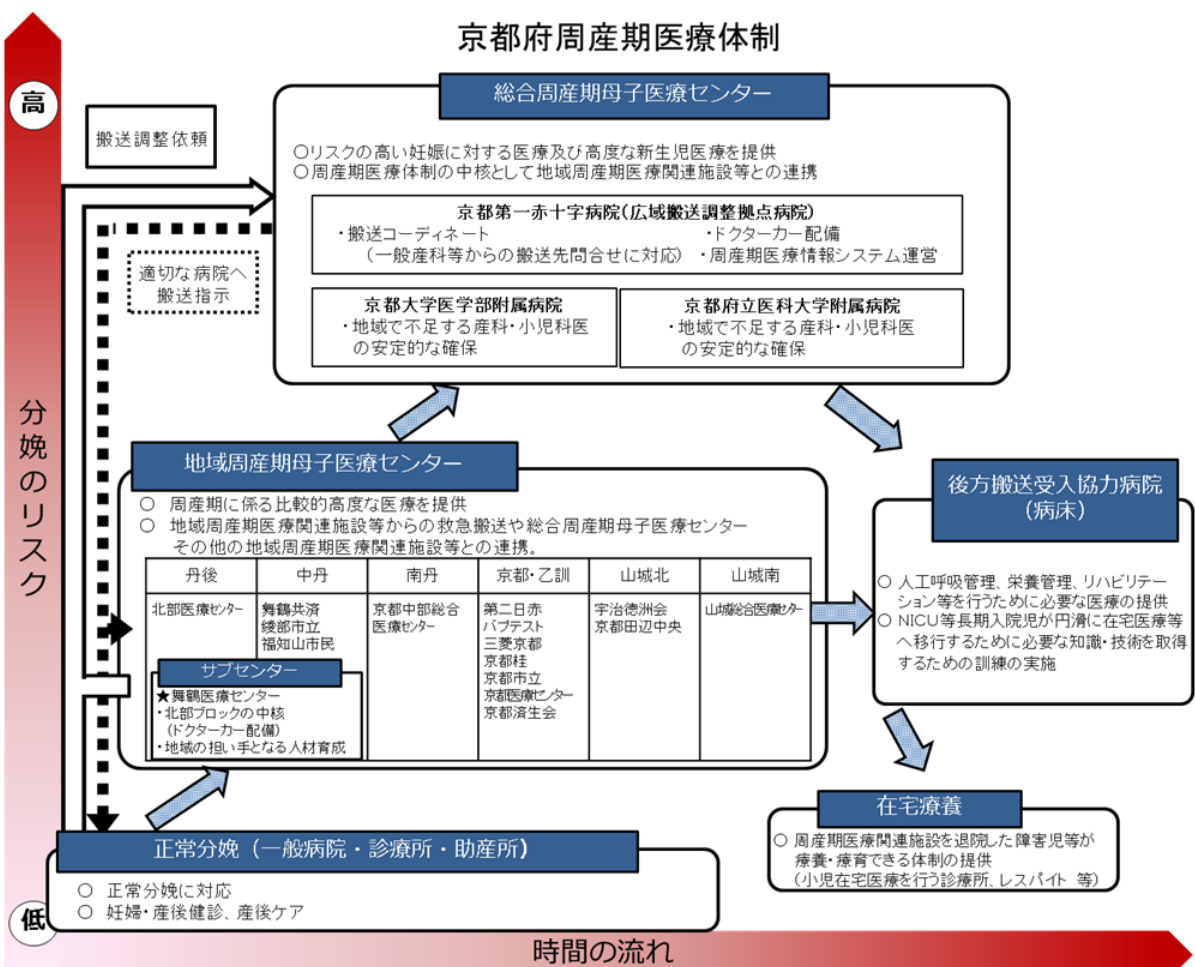 京都府周産期医療体制
高
総合周産期母子医療センター
搬送調整依頼
○リスクの高い妊娠に対する医療及び高度な新生児医療を提供
○周産期医療体制の中核として地域周産期医療関連施設等との連携
京都第一赤十字病院(広域搬送調整拠点病院)
・搬送コーディネート
(一般産科等からの搬送先問合せに対応)
・ドクターカー配備
・周産期医療情報システム運営
適切な病院へ
搬送指示
京都大学医学部附属病院
・地域で不足する産科・小児科医
の安定的な確保
京都府立医科大学附属病院
・地域で不足する産科・小児科医
の安定的な確保
分娩のリスク
地域周産期母子医療センター
○ 周産期に係る比較的高度な医療を提供
○ 地域周産期医療関連施設等からの救急搬送や総合周産期母子医療センター
その他の地域周産期医療関連施設等との連携。
丹後 中丹 南丹 京都・乙訓 山城北 山城南
北部医療センター
舞鶴共済
綾部市立
福知山市民
京都中部総合
医療センター
第二日赤
バプテスト
三菱京都
京都桂
京都市立
京都医療センター
京都済生会
宇治徳洲会
京都田辺中央
山城総合医療センター
サブセンター
★舞鶴医療センター
・北部ブロックの中核
(ドクターカー配備)
・地域の担い手となる人材育成
後方搬送受入協力病院
(病床)
○ 人工呼吸管理、栄養管理、リハビリテー
ション等を行うために必要な医療の提供
○ NICU等長期入院児が円滑に在宅医療等
へ移行するために必要な知識・技術を取得
するための訓練の実施
在宅療養
○ 周産期医療関連施設を退院した障害児等が
療養・療育できる体制の提供
(小児在宅医療を行う診療所、レスパイト 等)
正常分娩(一般病院・診療所・助産所)
○ 正常分娩に対応
○ 妊婦・産後健診、産後ケア
低
時間の流れ